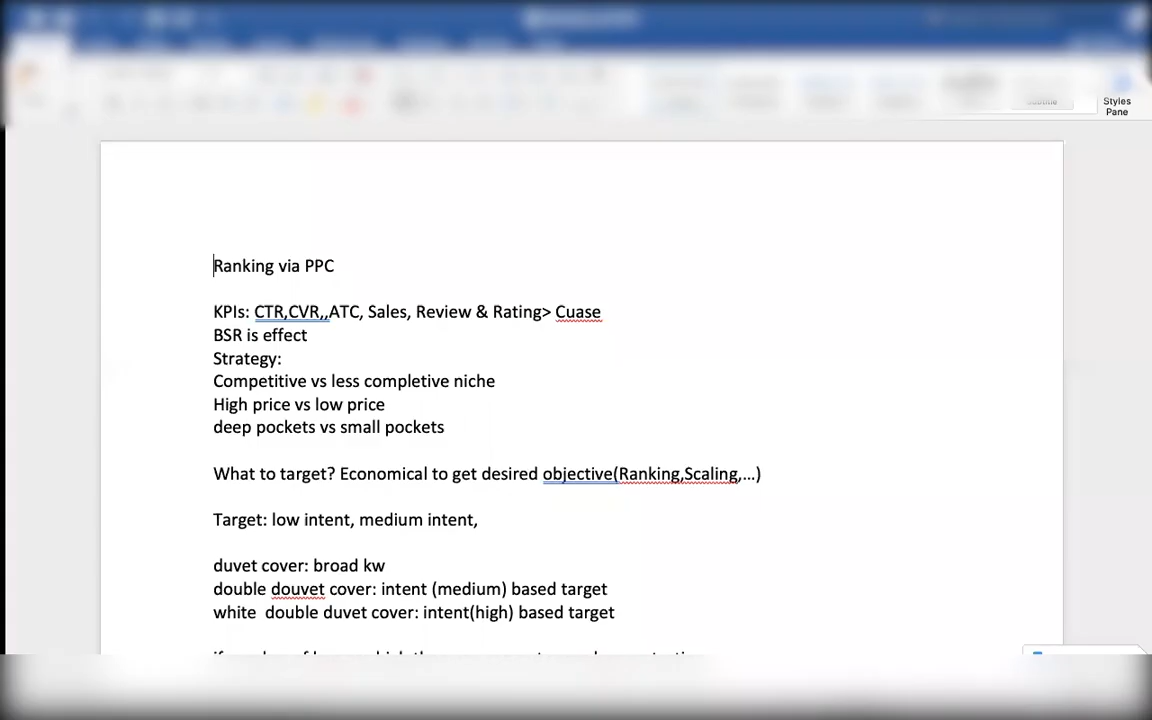 Styles
Pane
Ranking via PPC
KPIs: CTR,CVR,,ATC, Sales, Review & Rating> Cuase
BSR is effect
Strategy:
Competitive vs less completive niche
High price vs low price
deep pockets vs small pockets
What to target? Economical to get desired objective(Ranking,Scaling,...)
Target: low intent, medium intent,
duvet cover: broad kw
double douvet cover: intent (medium) based target
white  double duvet cover: intent(high) based target